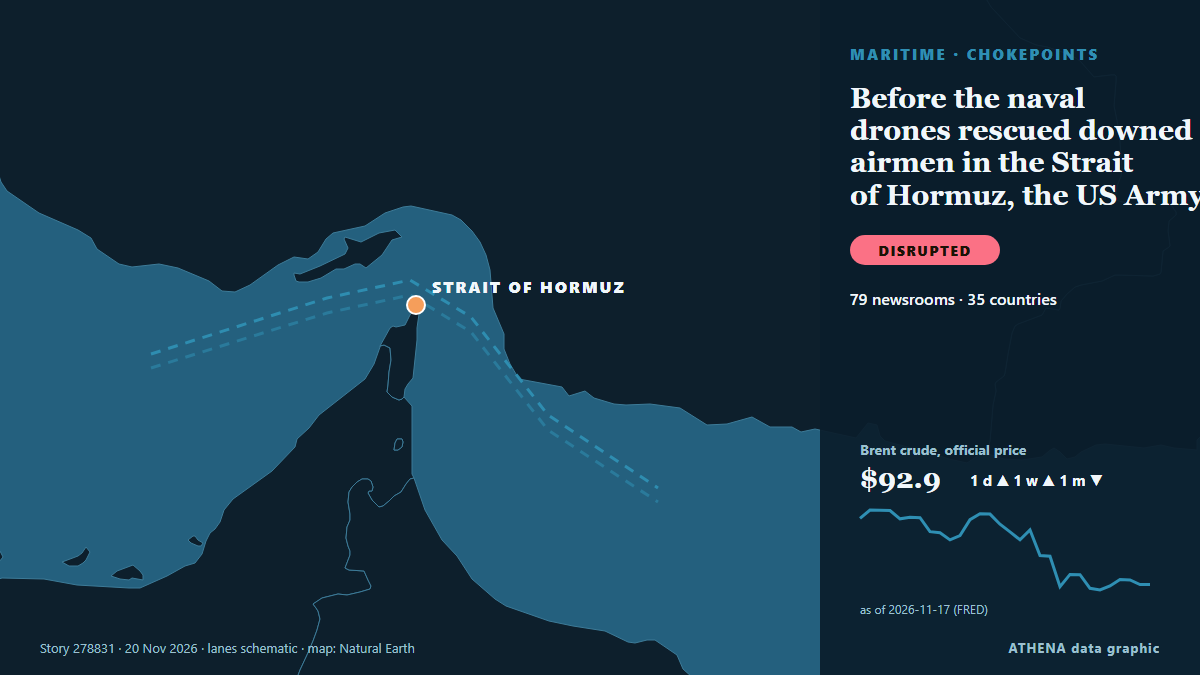 MARITIME · CHOKEPOINTS
Before the naval
drones rescued downed
airmen in the Strait
of Hormuz, the US Army
DISRUPTED
79 newsrooms · 35 countries
STRAIT OF HORMUZ
Brent crude, official price
$92.9 1 d ▲ 1 w ▲ 1 m ▼
as of 2026-11-17 (FRED)
Story 278831 · 20 Nov 2026 · lanes schematic · map: Natural Earth
ATHENA data graphic